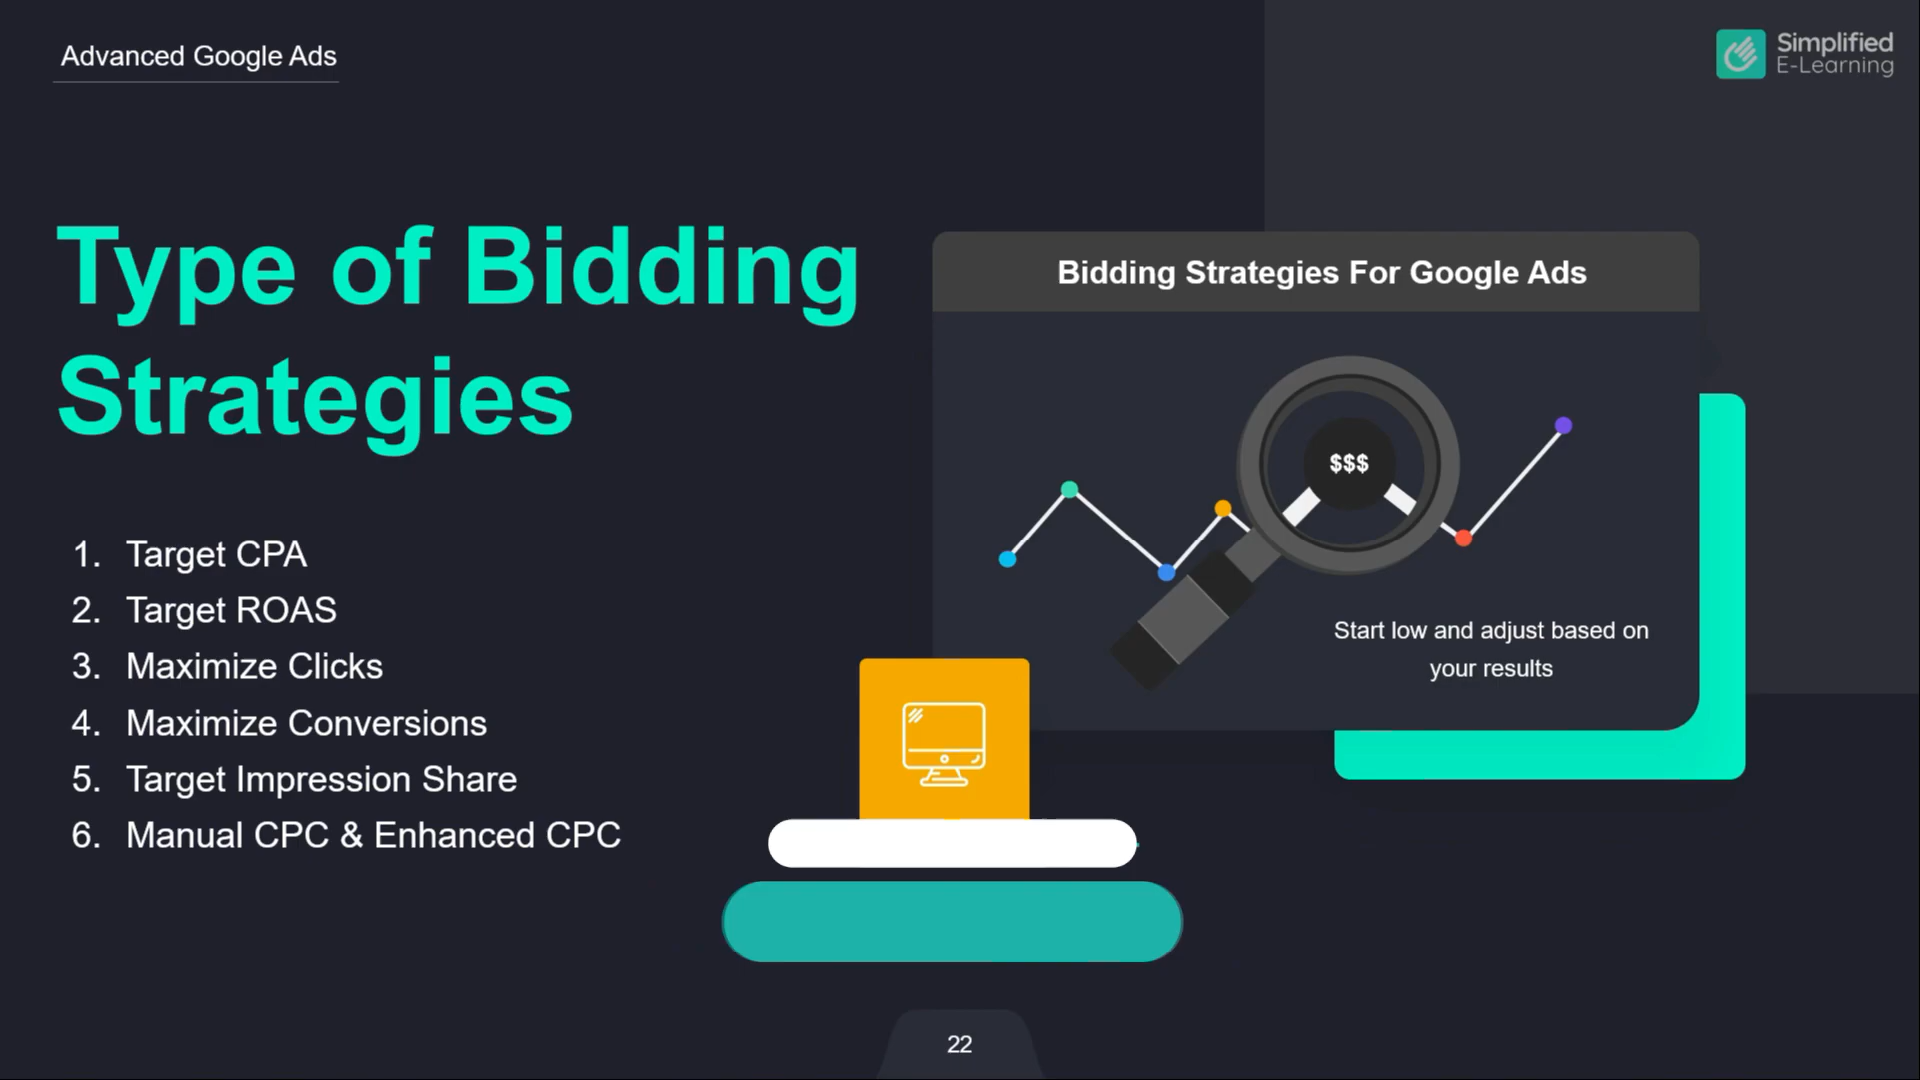 Advanced Google Ads
Simplified
E-Learning
Type of Bidding
Strategies
1. Target CPA
2. Target ROAS
3. Maximize Clicks
4. Maximize Conversions
5. Target Impression Share
6. Manual CPC & Enhanced CPC
Bidding Strategies For Google Ads
$$$
Start low and adjust based on
your results
22